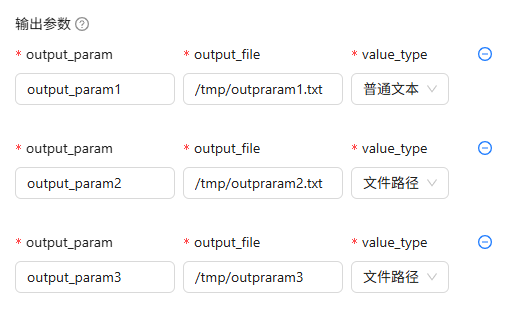 输出参数
* output_param * output_file * value_type
output_param1 /tmp/outpraram1.txt 普通文本
* output_param * output_file * value_type
output_param2 /tmp/outpraram2.txt 文件路径
* output_param * output_file * value_type
output_param3 /tmp/outpraram3 文件路径